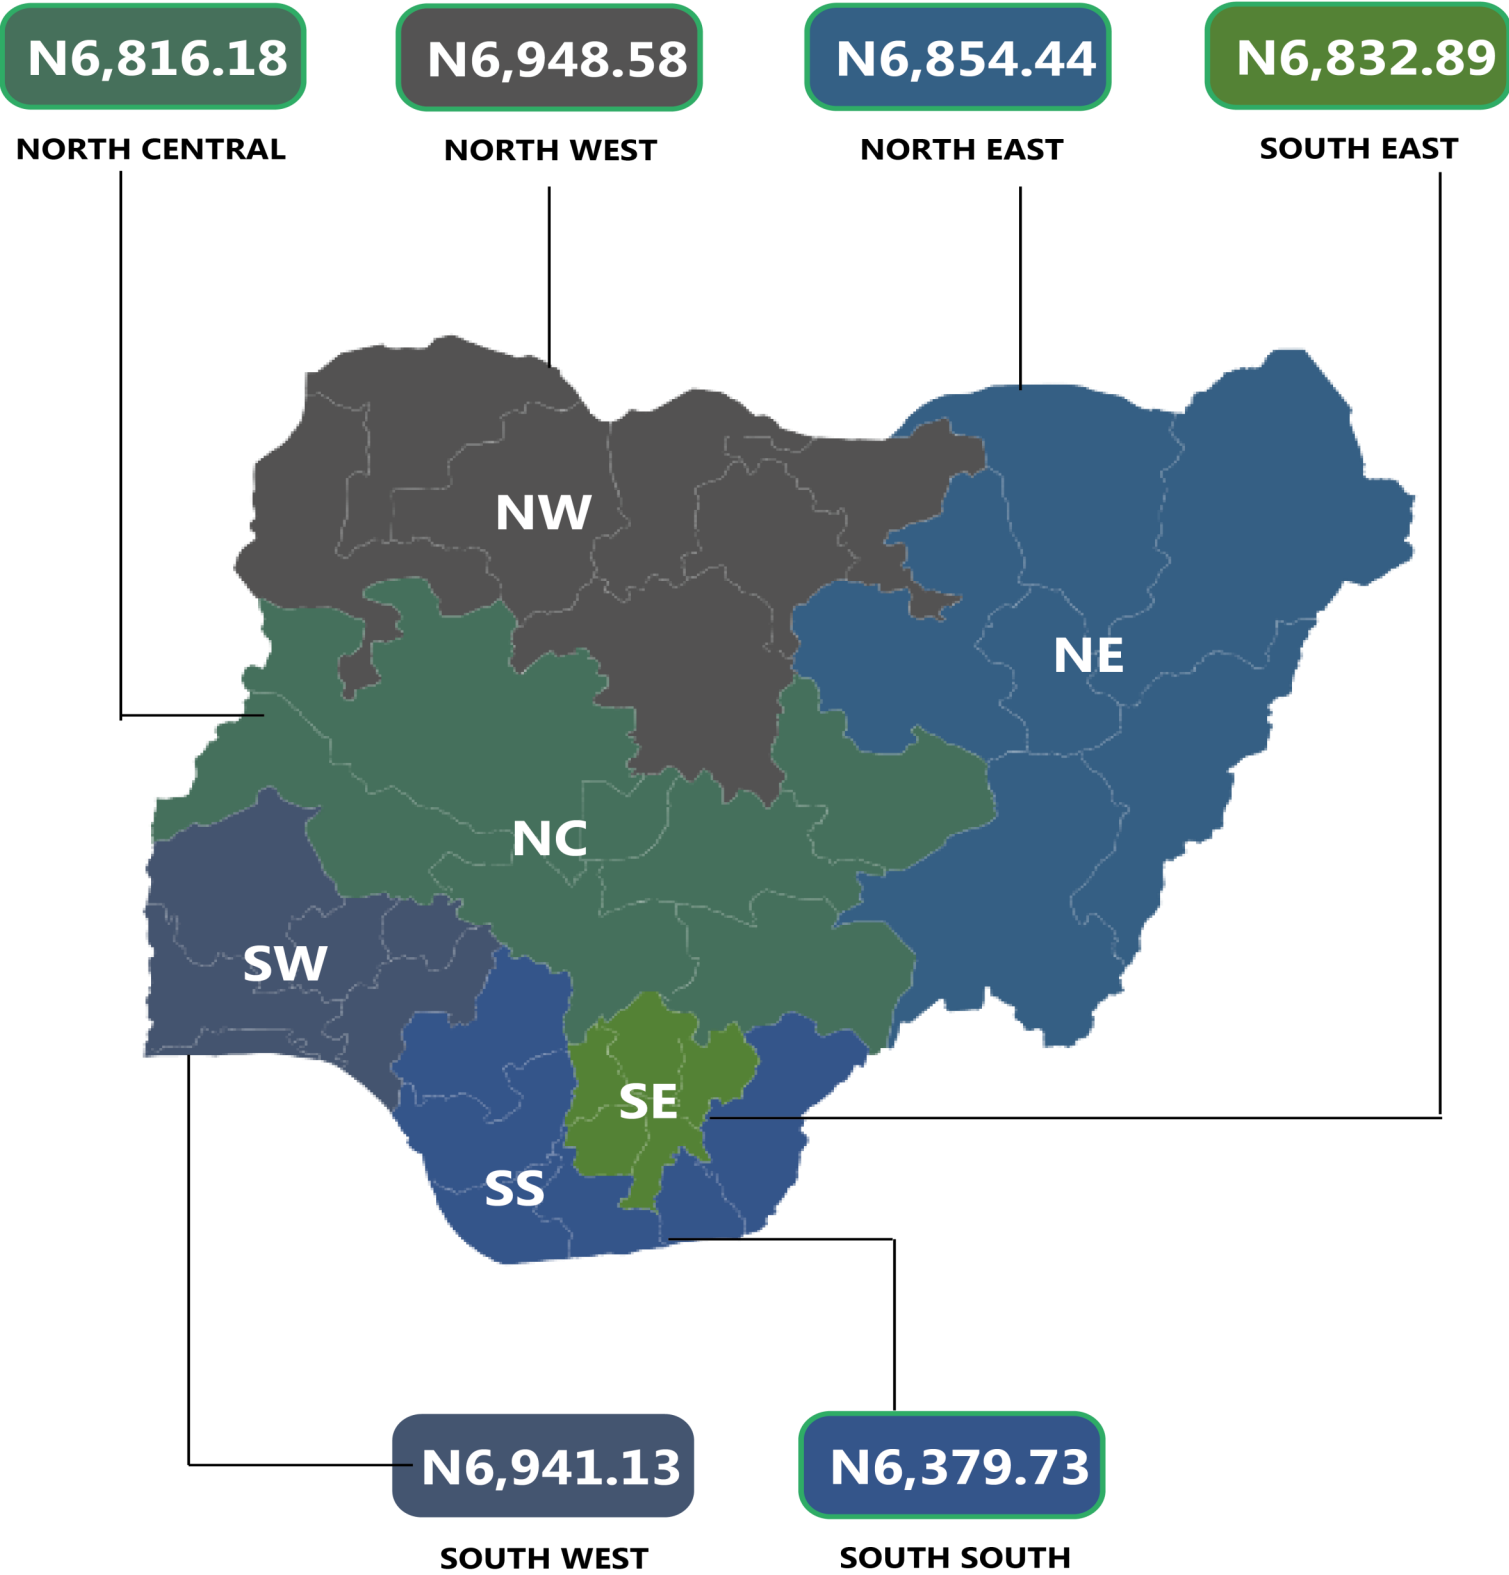 N6,816.18
N6,948.58
N6,854.44
N6,832.89
NORTH CENTRAL
NORTH WEST
NORTH EAST
SOUTH EAST
NW
NE
NC
SW
SE
SS
N6,941.13
N6,379.73
SOUTH WEST
SOUTH SOUTH